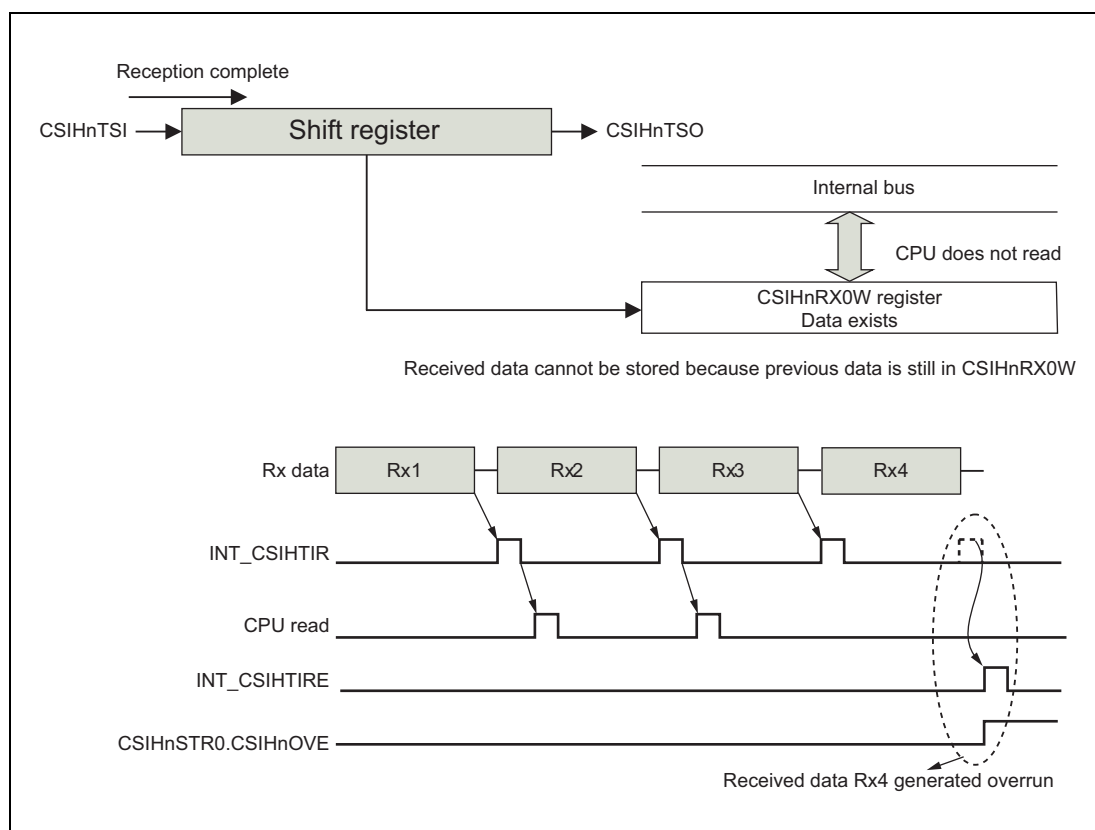 Reception complete
CSIHnTSI
Shift register
CSIHnTSO
Internal bus
CPU does not read
CSIHnRX0W register
Data exists
Received data cannot be stored because previous data is still in CSIHnRX0W
Rx data
Rx1
Rx2
Rx3
Rx4
INT_CSIHTIR
CPU read
INT_CSIHTIRE
CSIHnSTR0.CSIHnOVE
Received data Rx4 generated overrun